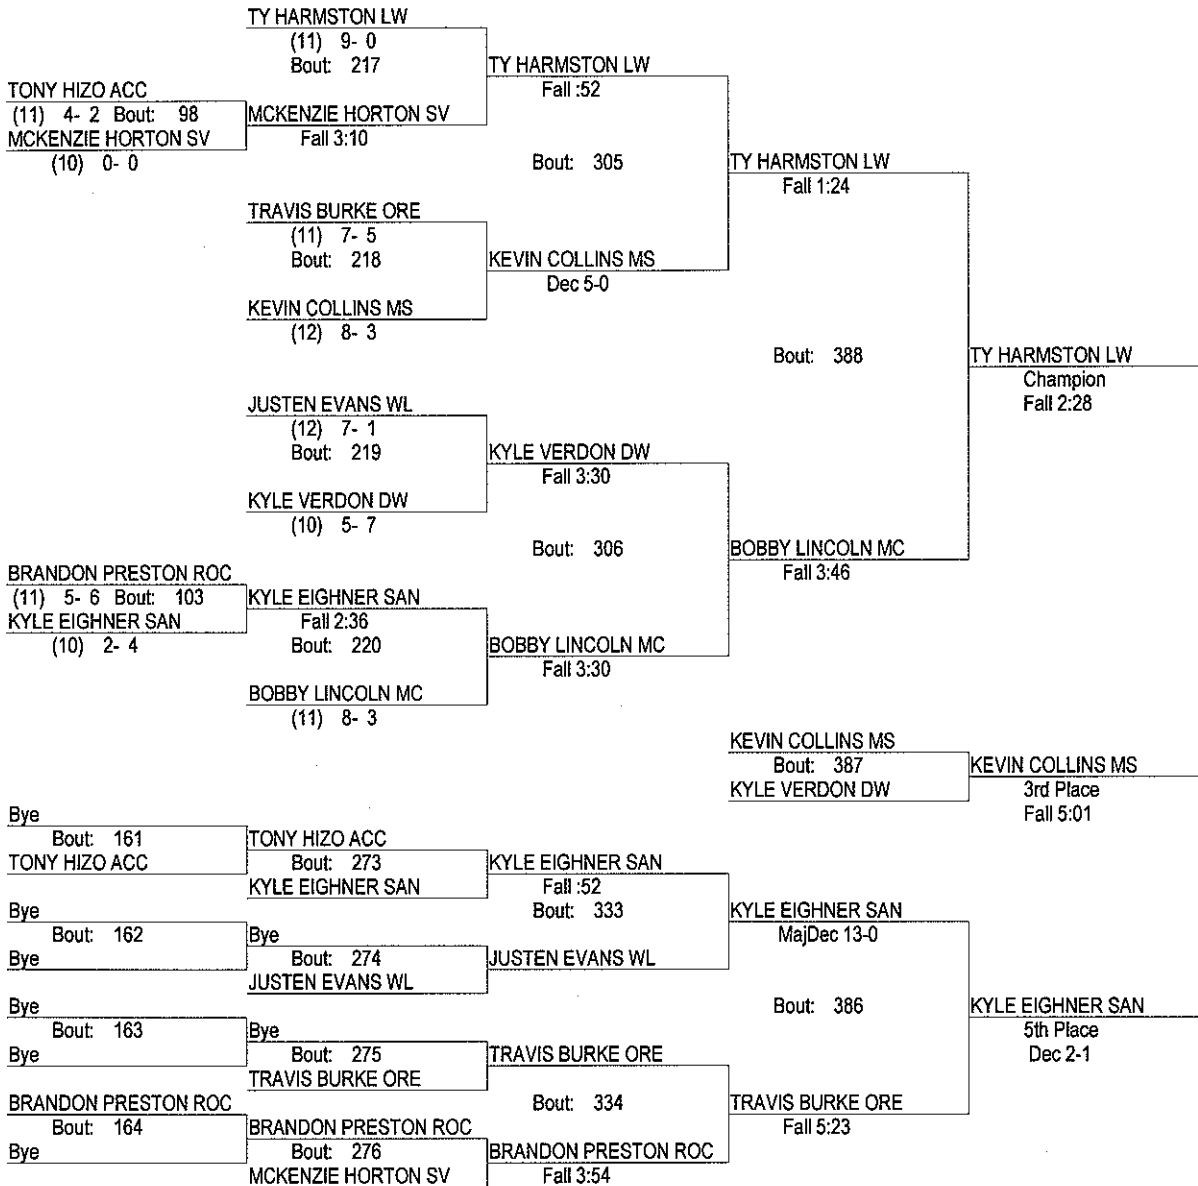 TY HARMSTON LW
(11) 9- 0
Bout: 217
TY HARMSTON LW
Fall :52
TONY HIZO ACC
(11) 4- 2 Bout: 98
MCKENZIE HORTON SV
Fall 3:10
MCKENZIE HORTON SV
(10) 0- 0
Bout: 305
TY HARMSTON LW
Fall 1:24
TRAVIS BURKE ORE
(11) 7- 5
Bout: 218
KEVIN COLLINS MS
Dec 5-0
KEVIN COLLINS MS
(12) 8- 3
Bout: 388
TY HARMSTON LW
Champion
Fall 2:28
JUSTEN EVANS WL
(12) 7- 1
Bout: 219
KYLE VERDON DW
Fall 3:30
KYLE VERDON DW
(10) 5- 7
Bout: 306
BOBBY LINCOLN MC
Fall 3:46
BRANDON PRESTON ROC
(11) 5- 6 Bout: 103
KYLE EIGHNER SAN
Fall 2:36
KYLE EIGHNER SAN
(10) 2- 4
Bout: 220
BOBBY LINCOLN MC
Fall 3:30
BOBBY LINCOLN MC
(11) 8- 3
KEVIN COLLINS MS
Bout: 387
KEVIN COLLINS MS
KYLE VERDON DW
3rd Place
Fall 5:01
Bye
Bout: 161
TONY HIZO ACC
TONY HIZO ACC
Bout: 273
KYLE EIGHNER SAN
KYLE EIGHNER SAN
Fall :52
Bout: 333
KYLE EIGHNER SAN
MajDec 13-0
Bye
Bout: 162
Bye
Bye
Bout: 274
JUSTEN EVANS WL
JUSTEN EVANS WL
Bout: 386
KYLE EIGHNER SAN
5th Place
Dec 2-1
Bye
Bout: 163
Bye
Bye
Bout: 275
TRAVIS BURKE ORE
TRAVIS BURKE ORE
Bout: 334
TRAVIS BURKE ORE
Fall 5:23
BRANDON PRESTON ROC
Bout: 164
BRANDON PRESTON ROC
Bye
Bout: 276
BRANDON PRESTON ROC
MCKENZIE HORTON SV
Fall 3:54